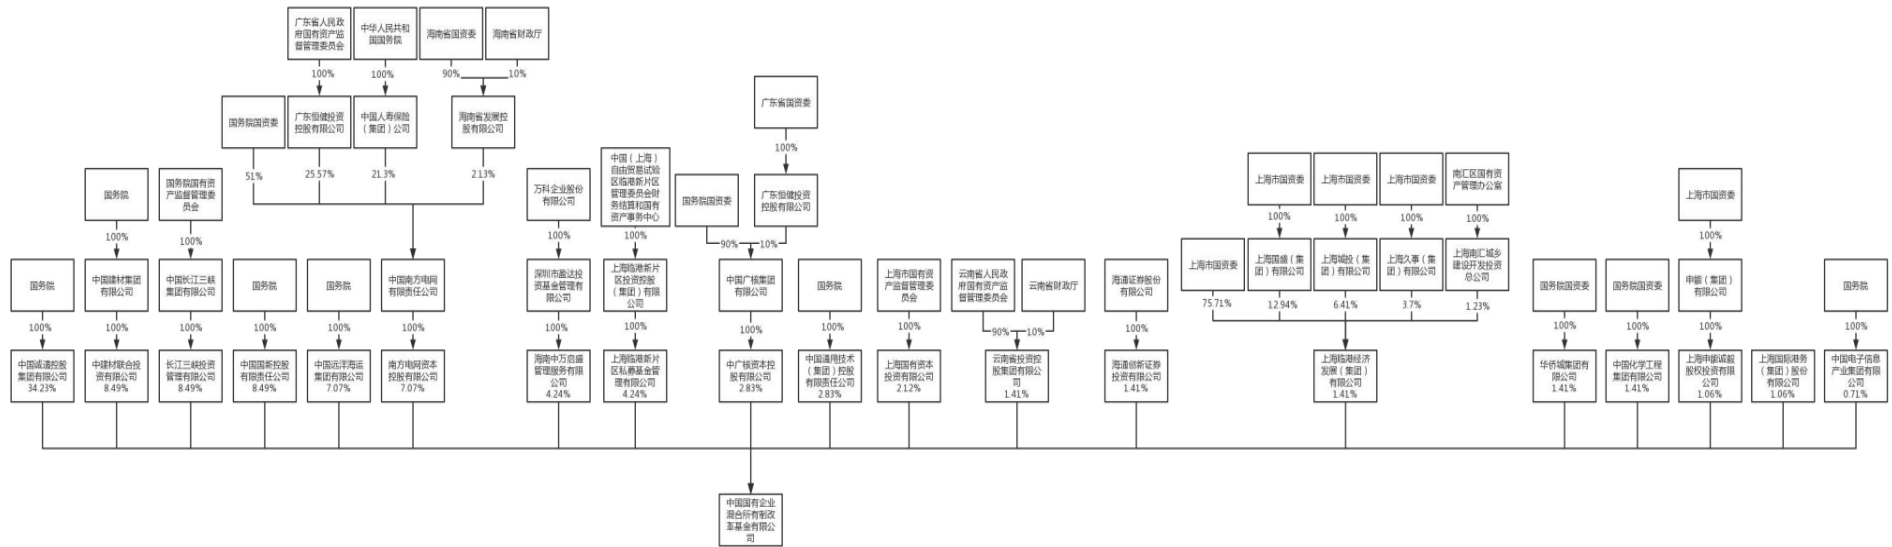 广东省人民政
府国有资产监
督管理委员会
中华人民共和
国国务院
海南省国资委
海南省财政厅
100%
100%
90%
10%
国务院国资委
广东恒健投资
控股有限公司
中国人寿保险
（集团）公司
海南省发展控
股有限公司
51%
25.57%
21.3%
2.13%
广东省国资委
100%
国务院
国务院国有资
产监督管理委
员会
万科企业股份
有限公司
中国（上海）
自由贸易试验
区临港新片区
管理委员会财
务结算和国有
资产事务中心
国务院国资委
广东恒健投资
控股有限公司
上海市国资委
上海市国资委
上海市国资委
南汇区国有资
产管理办公室
上海市国资委
100%
100%
100%
100%
90%
10%
100%
100%
100%
100%
100%
国务院
中国建材集团
有限公司
中国长江三峡
集团有限公司
国务院
国务院
中国南方电网
有限责任公司
深圳市盈达投
资基金管理有
限公司
上海临港新片
区投资控股
（集团）有限
公司
中国广核集团
有限公司
国务院
上海市国有资
产监督管理委
员会
云南省人民政
府国有资产监
督管理委员会
云南省财政厅
海通证券股份
有限公司
上海市国资委
上海国盛（集
团）有限公司
上海城投（集
团）有限公司
上海久事（集
团）有限公司
上海南汇城乡
建设开发投资
总公司
国务院国资委
国务院国资委
申能（集团）
有限公司
国务院
100%
100%
100%
100%
100%
100%
100%
100%
100%
100%
100%
90%
10%
100%
75.71%
12.94%
6.41%
3.7%
1.23%
100%
100%
100%
100%
中国诚通控股
集团有限公司
34.23%
中建材联合投
资有限公司
8.49%
长江三峡投资
管理有限公司
8.49%
中国国新控股
有限责任公司
8.49%
中国远洋海运
集团有限公司
7.07%
南方电网资本
控股有限公司
7.07%
海南中万启盛
管理服务有限
公司
4.24%
上海临港新片
区私募基金管
理有限公司
4.24%
中广核资本控
股有限公司
2.83%
中国通用技术
（集团）控股
有限责任公司
2.83%
上海国有资本
投资有限公司
2.12%
云南省投资控
股集团有限公
司
1.41%
海通创新证券
投资有限公司
1.41%
上海临港经济
发展（集团）
有限公司
1.41%
华侨城集团有
限公司
1.41%
中国化学工程
集团有限公司
1.41%
上海申能诚毅
股权投资有限
公司
1.06%
上海国际港务
（集团）股份
有限公司
1.06%
中国电子信息
产业集团有限
公司
0.71%
中国国有企业
混合所有制改
革基金有限公
司